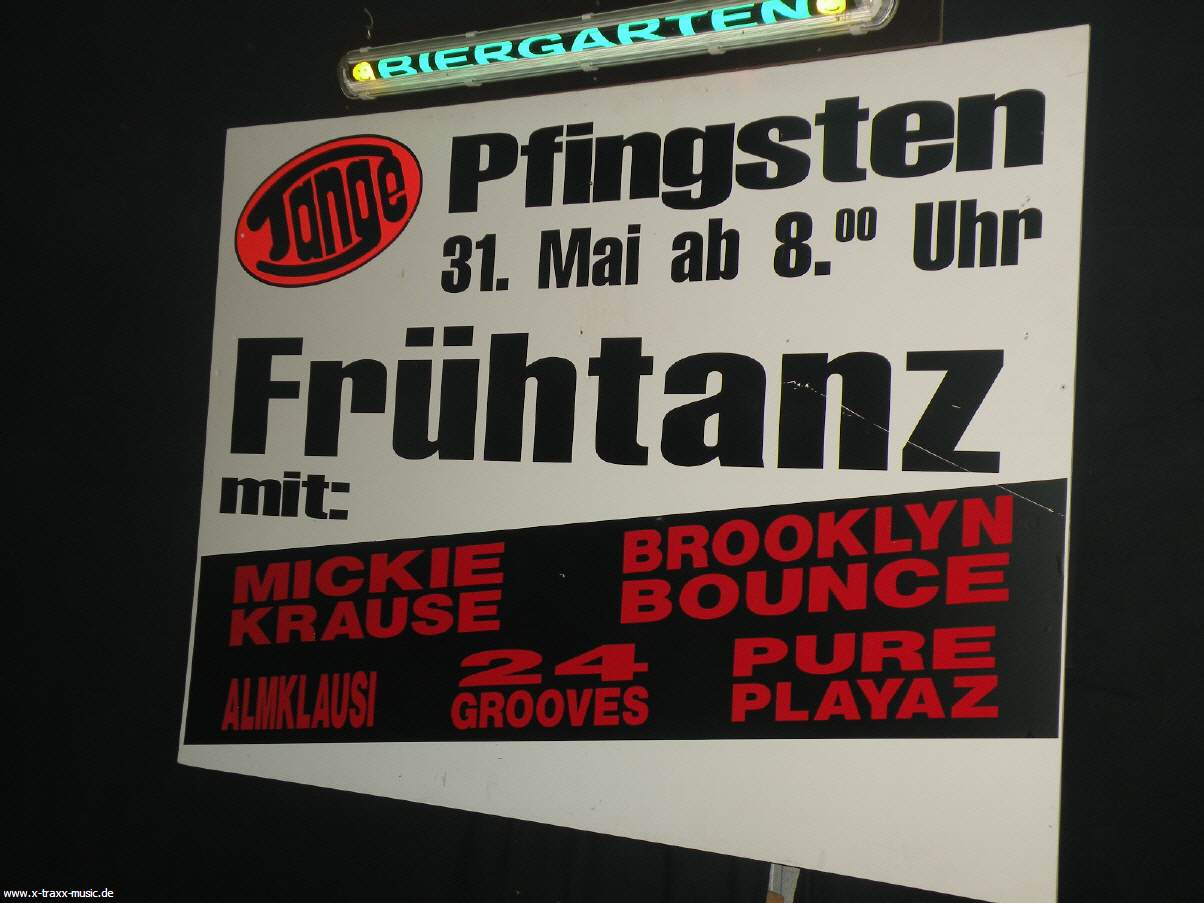 BIERGARTEN
Tange
Pfingsten
31. Mai ab 8.00 Uhr
Frühtanz
mit:
MICKIE
KRAUSE
BROOKLYN
BOUNCE
ALMKLAUSI
24
GROOVES
PURE
PLAYAZ
www.x-traxx-music.de